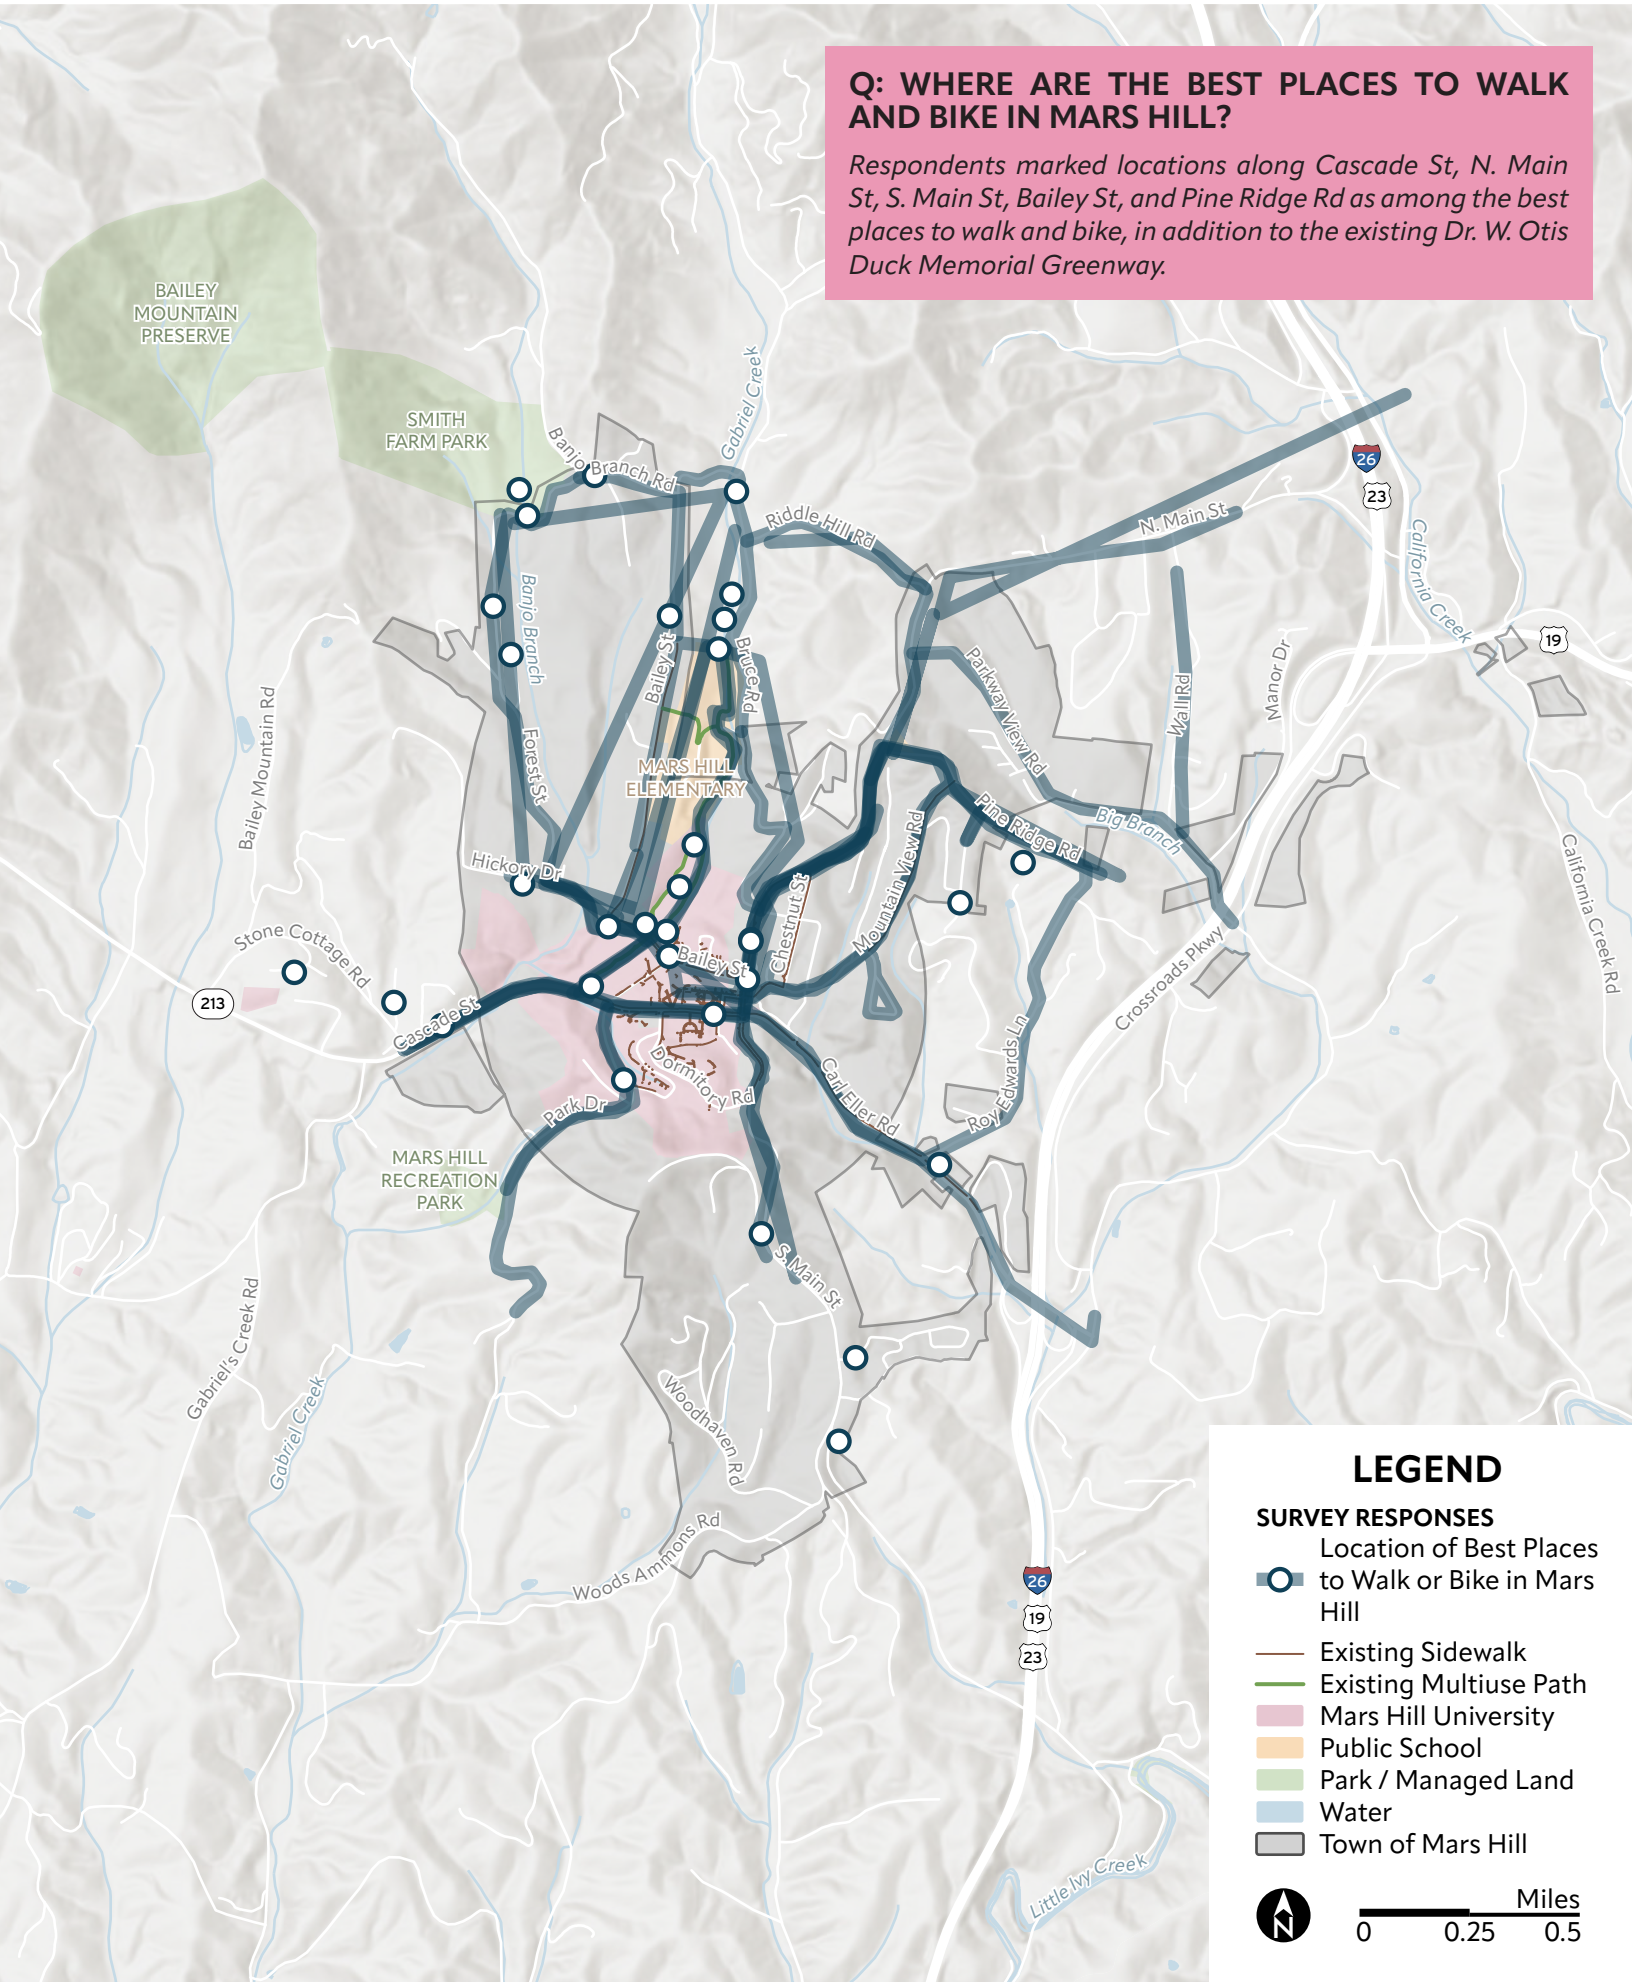 Q: WHERE ARE THE BEST PLACES TO WALK
AND BIKE IN MARS HILL?
Respondents marked locations along Cascade St, N. Main
St, S. Main St, Bailey St, and Pine Ridge Rd as among the best
places to walk and bike, in addition to the existing Dr. W. Otis
Duck Memorial Greenway.
BAILEY
MOUNTAIN
PRESERVE
SMITH
FARM PARK
Gabriel Creek
Banjo Branch Rd
26
23
N. Main St
Riddle Hill Rd
California Creek
19
Banjo Branch
Bailey St
Bruce Rd
Parkway View Rd
Wall Rd
Manor Dr
Bailey Mountain Rd
Forest St
MARS HILL
ELEMENTARY
Pine Ridge Rd
Big Branch
Hickory Dr
Mountain View Rd
Chestnut St
California Creek Rd
Stone Cottage Rd
Bailey St
Crossroads Pkwy
213
Cascade St
Dormitory Rd
Park Dr
Carl Eller Rd
Roy Edwards Ln
MARS HILL
RECREATION
PARK
S. Main St
Gabriel's Creek Rd
Gabriel Creek
Woodhaven Rd
Woods Ammons Rd
26
19
23
Little Ivy Creek
LEGEND
SURVEY RESPONSES
Location of Best Places
to Walk or Bike in Mars
Hill
Existing Sidewalk
Existing Multiuse Path
Mars Hill University
Public School
Park / Managed Land
Water
Town of Mars Hill
N
Miles
0 0.25 0.5